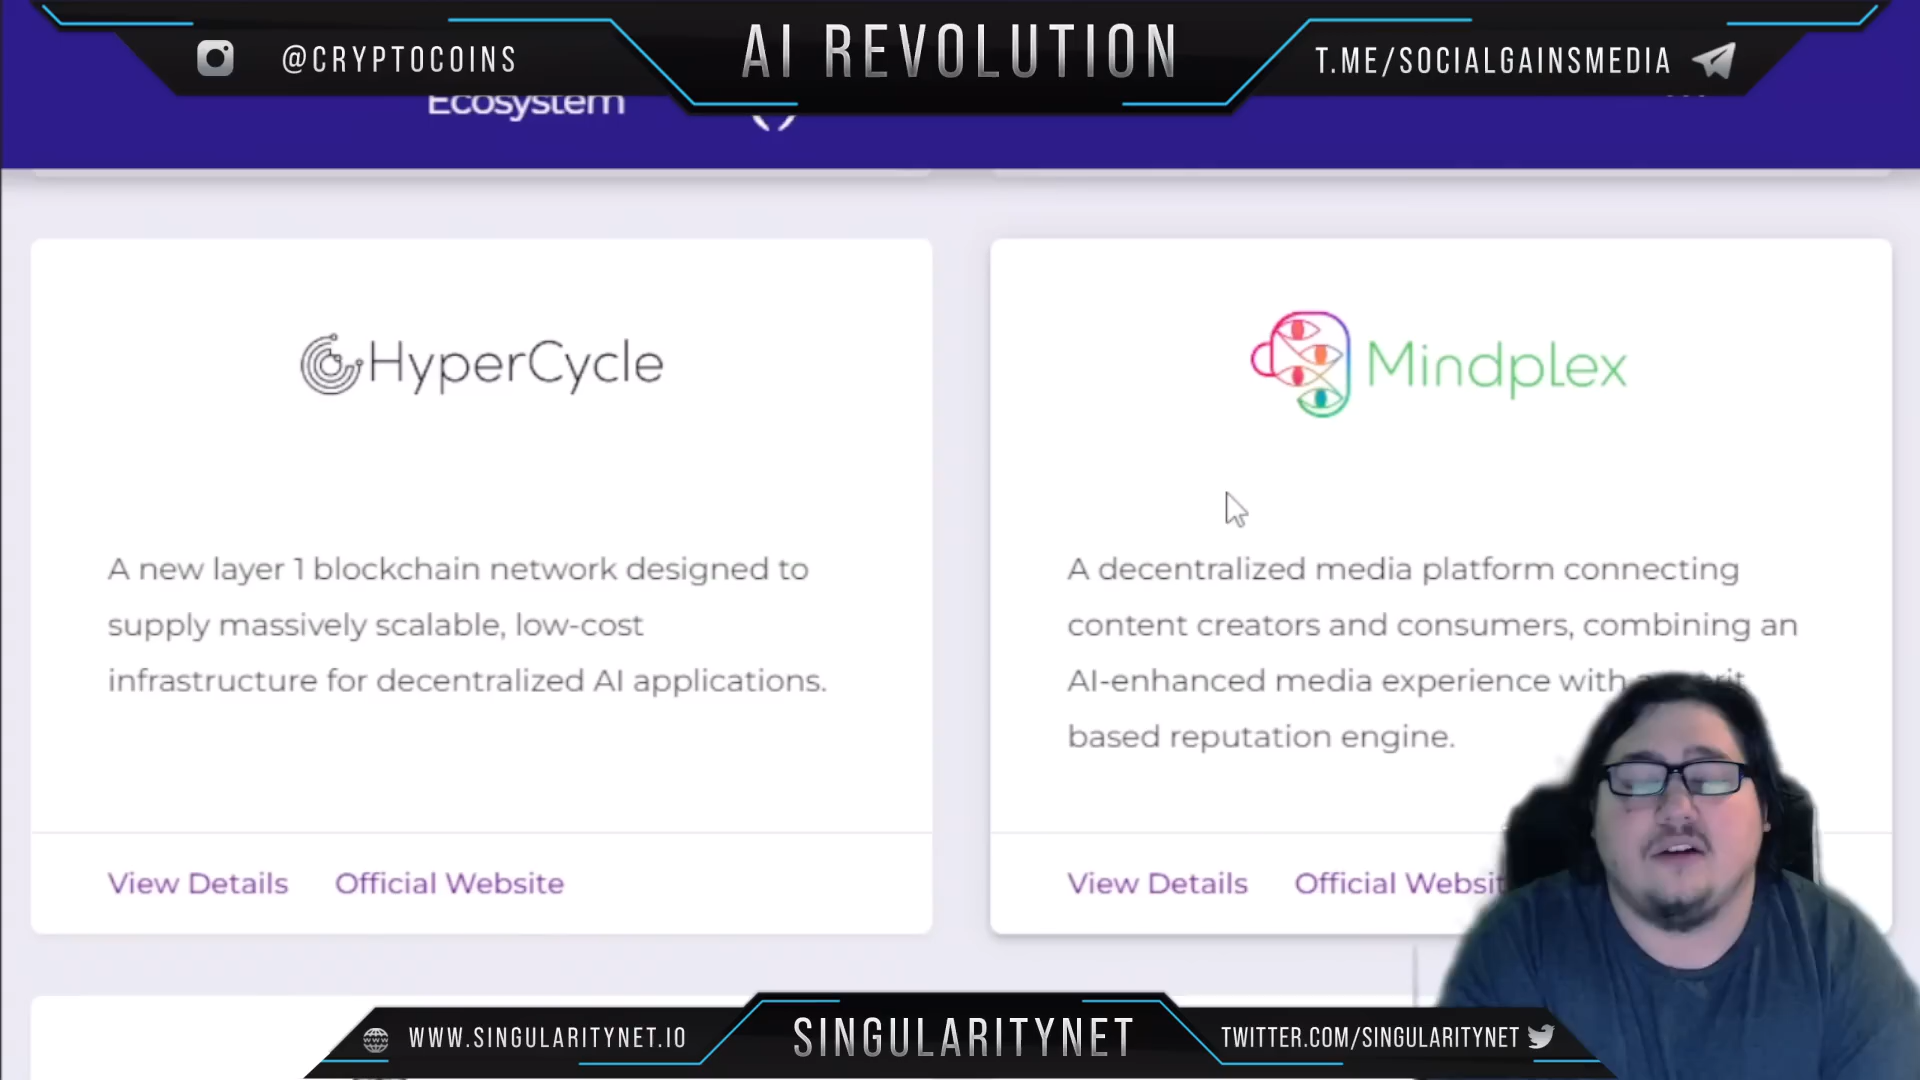 @CRYPTOCOINS
AI REVOLUTION
T.ME/SOCIALGAINSMEDIA
Ecosystem
HyperCycle
A new layer 1 blockchain network designed to
supply massively scalable, low-cost
infrastructure for decentralized AI applications.
View Details
Official Website
Mindplex
A decentralized media platform connecting
content creators and consumers, combining an
AI-enhanced media experience with
based reputation engine.
View Details
Official Websit
WWW.SINGULARITYNET.IO
SINGULARITYNET
TWITTER.COM/SINGULARITYNET